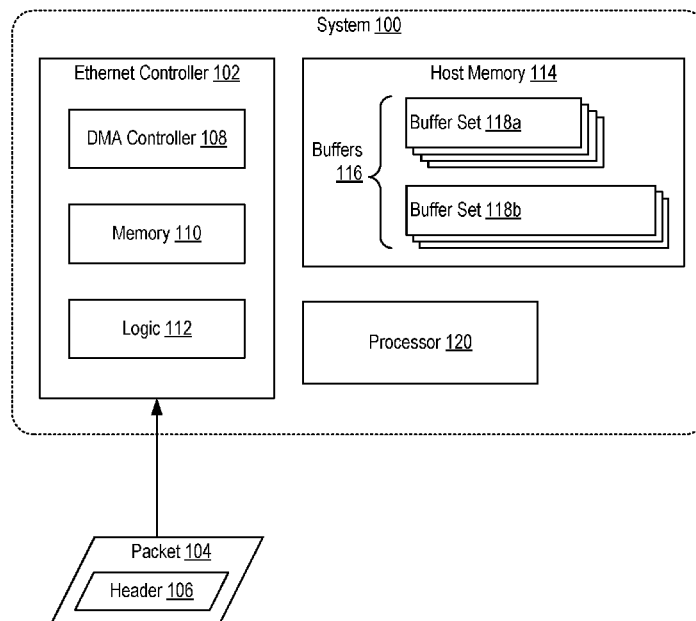 System 100
Ethernet Controller 102
DMA Controller 108
Memory 110
Logic 112
Host Memory 114
Buffers
116
Buffer Set 118a
Buffer Set 118b
Processor 120
Packet 104
Header 106